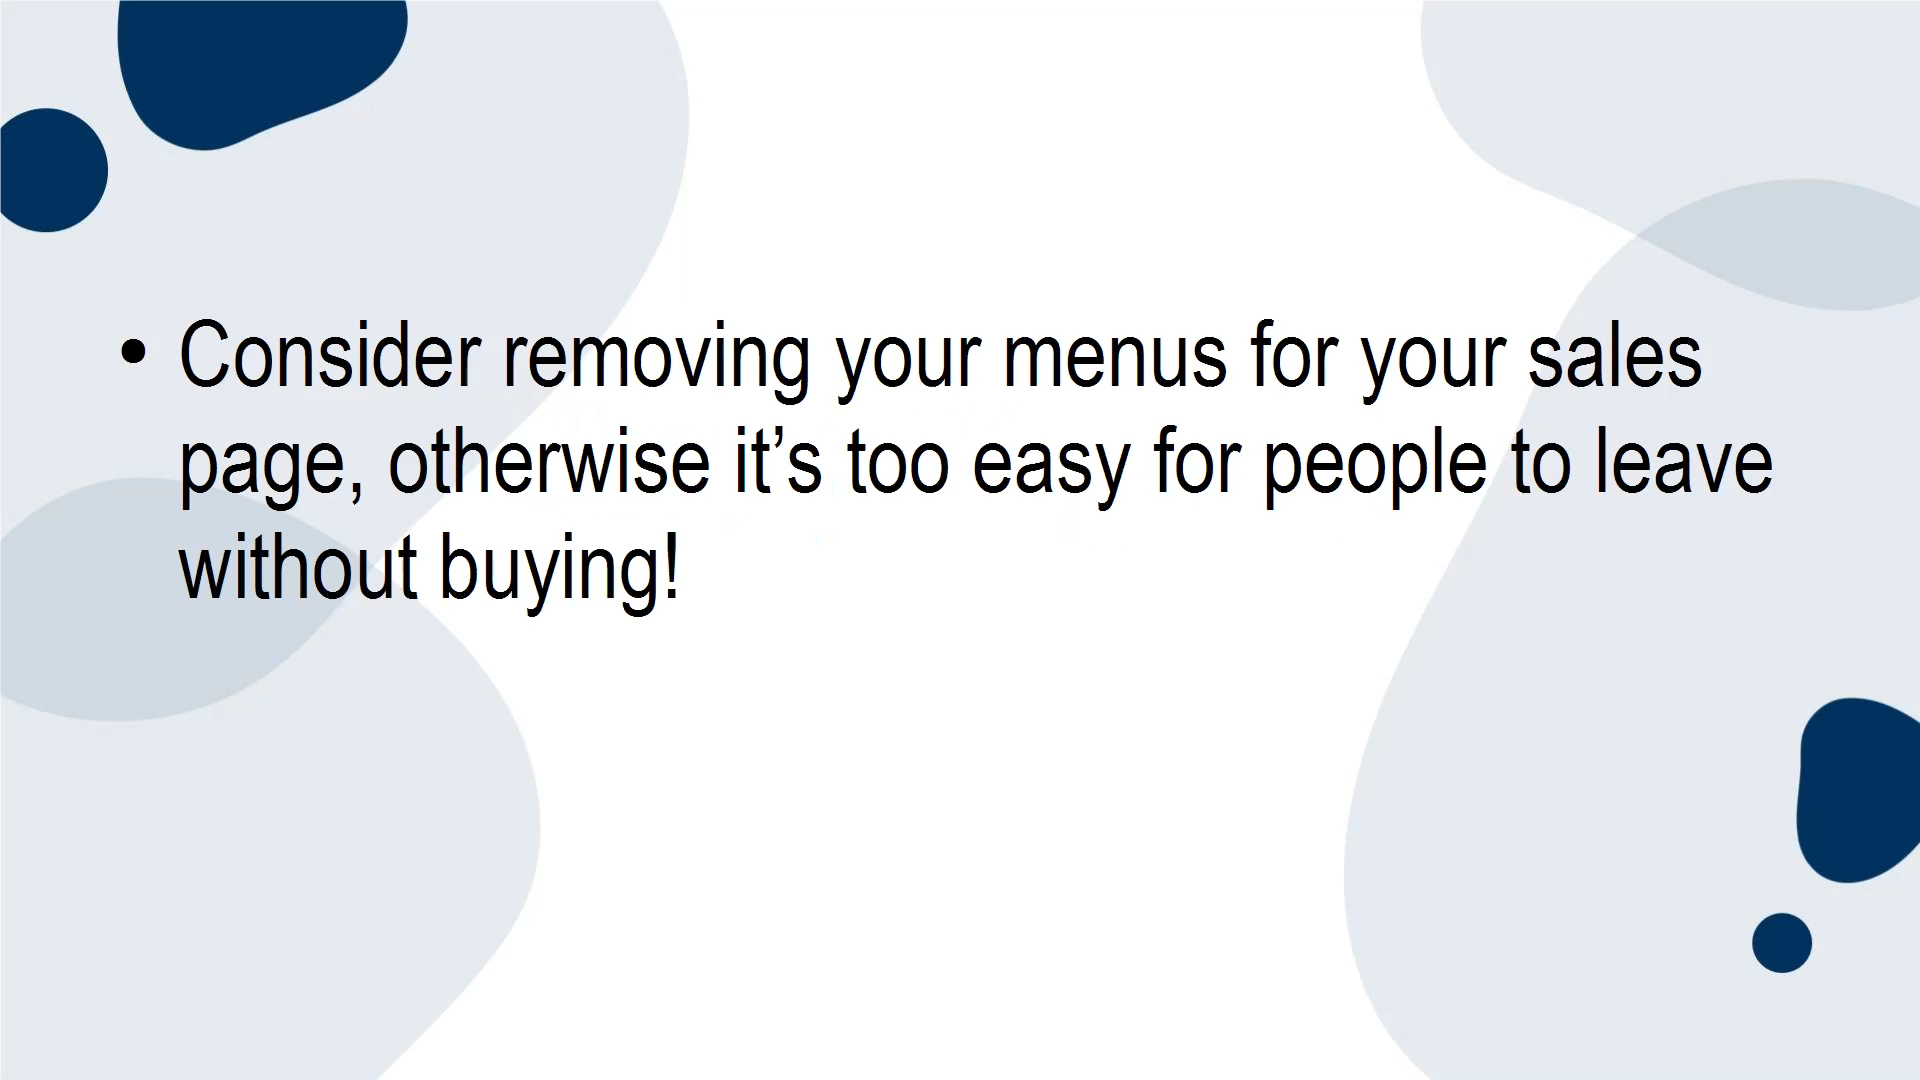 • Consider removing your menus for your sales
page, otherwise it’s too easy for people to leave
without buying!